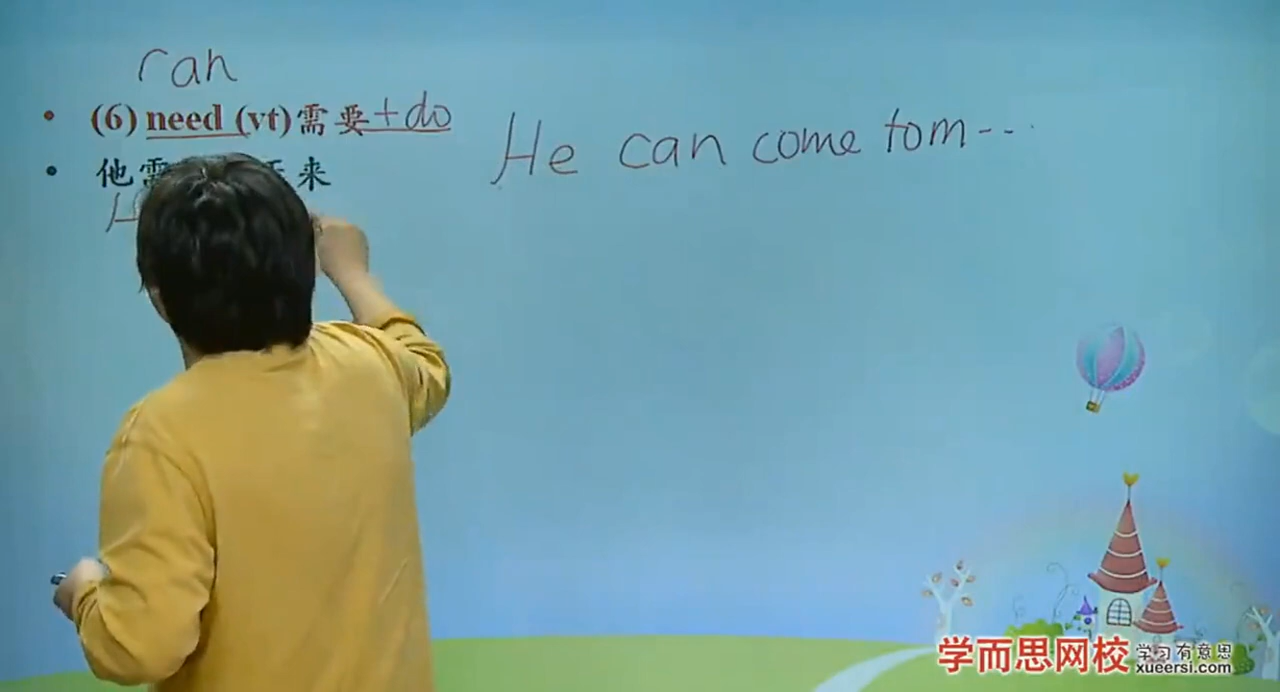 can
(6) need (vt)需要+do
He can come tom---
他需 来
H
学而思网校 学习有意思
xueersi.com